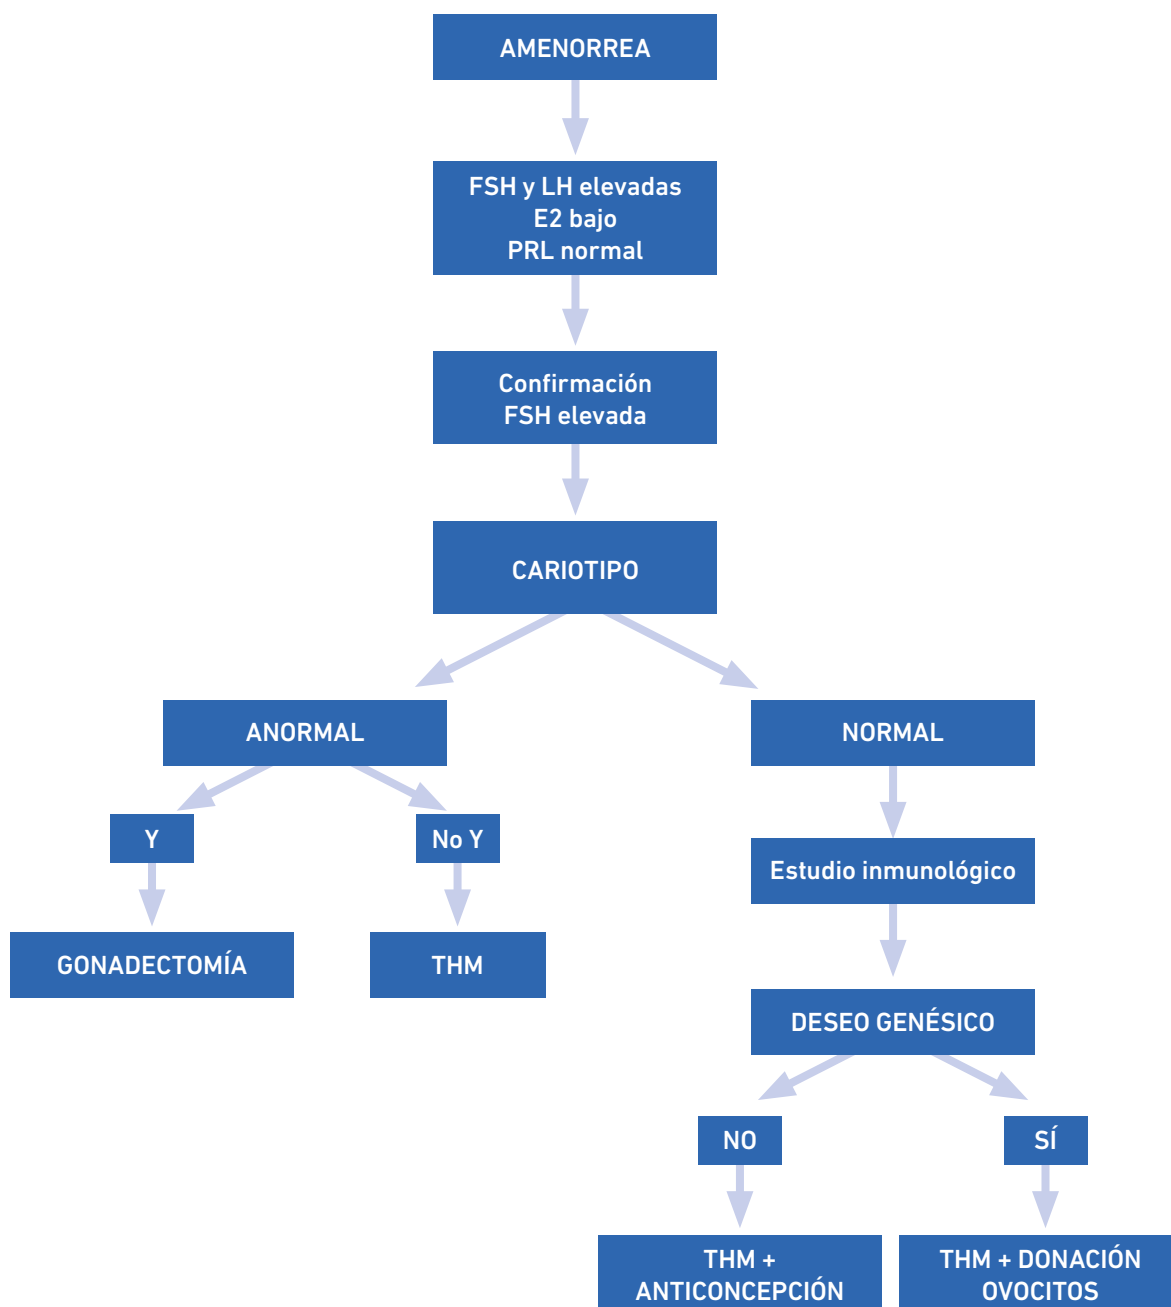 AMENORREA
FSH y LH elevadas
E2 bajo
PRL normal
Confirmación
FSH elevada
CARIOTIPO
ANORMAL
NORMAL
Y
No Y
Estudio inmunológico
GONADECTOMÍA
THM
DESEO GENÉSICO
NO
SÍ
THM +
ANTICONCEPCIÓN
THM + DONACIÓN
OVOCITOS